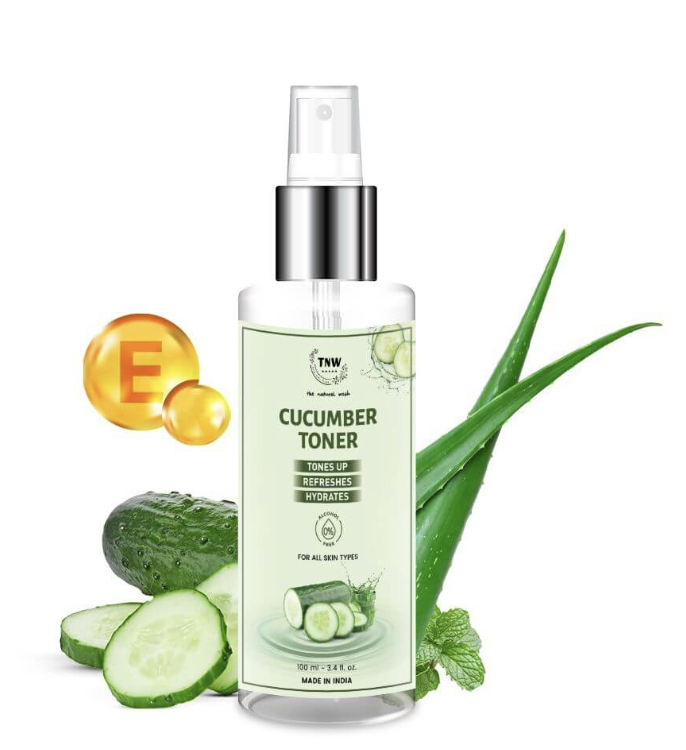 E
TNW
the natural wash
CUCUMBER
TONER
TONES UP
REFRESHES
HYDRATES
ALCOHOL
0%
FREE
FOR ALL SKIN TYPES
100 ml - 3.4 fl. oz.
MADE IN INDIA